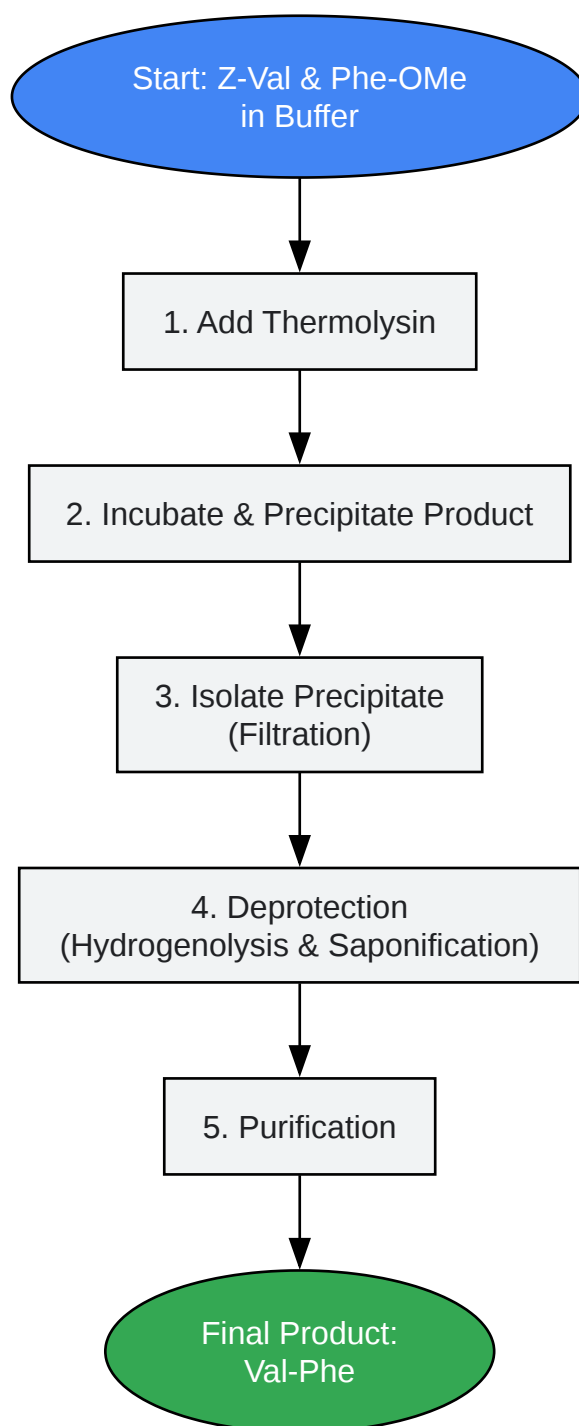 Start: Z-Val & Phe-OMe
in Buffer
1. Add Thermolysin
2. Incubate & Precipitate Product
3. Isolate Precipitate
(Filtration)
4. Deprotection
(Hydrogenolysis & Saponification)
5. Purification
Final Product:
Val-Phe